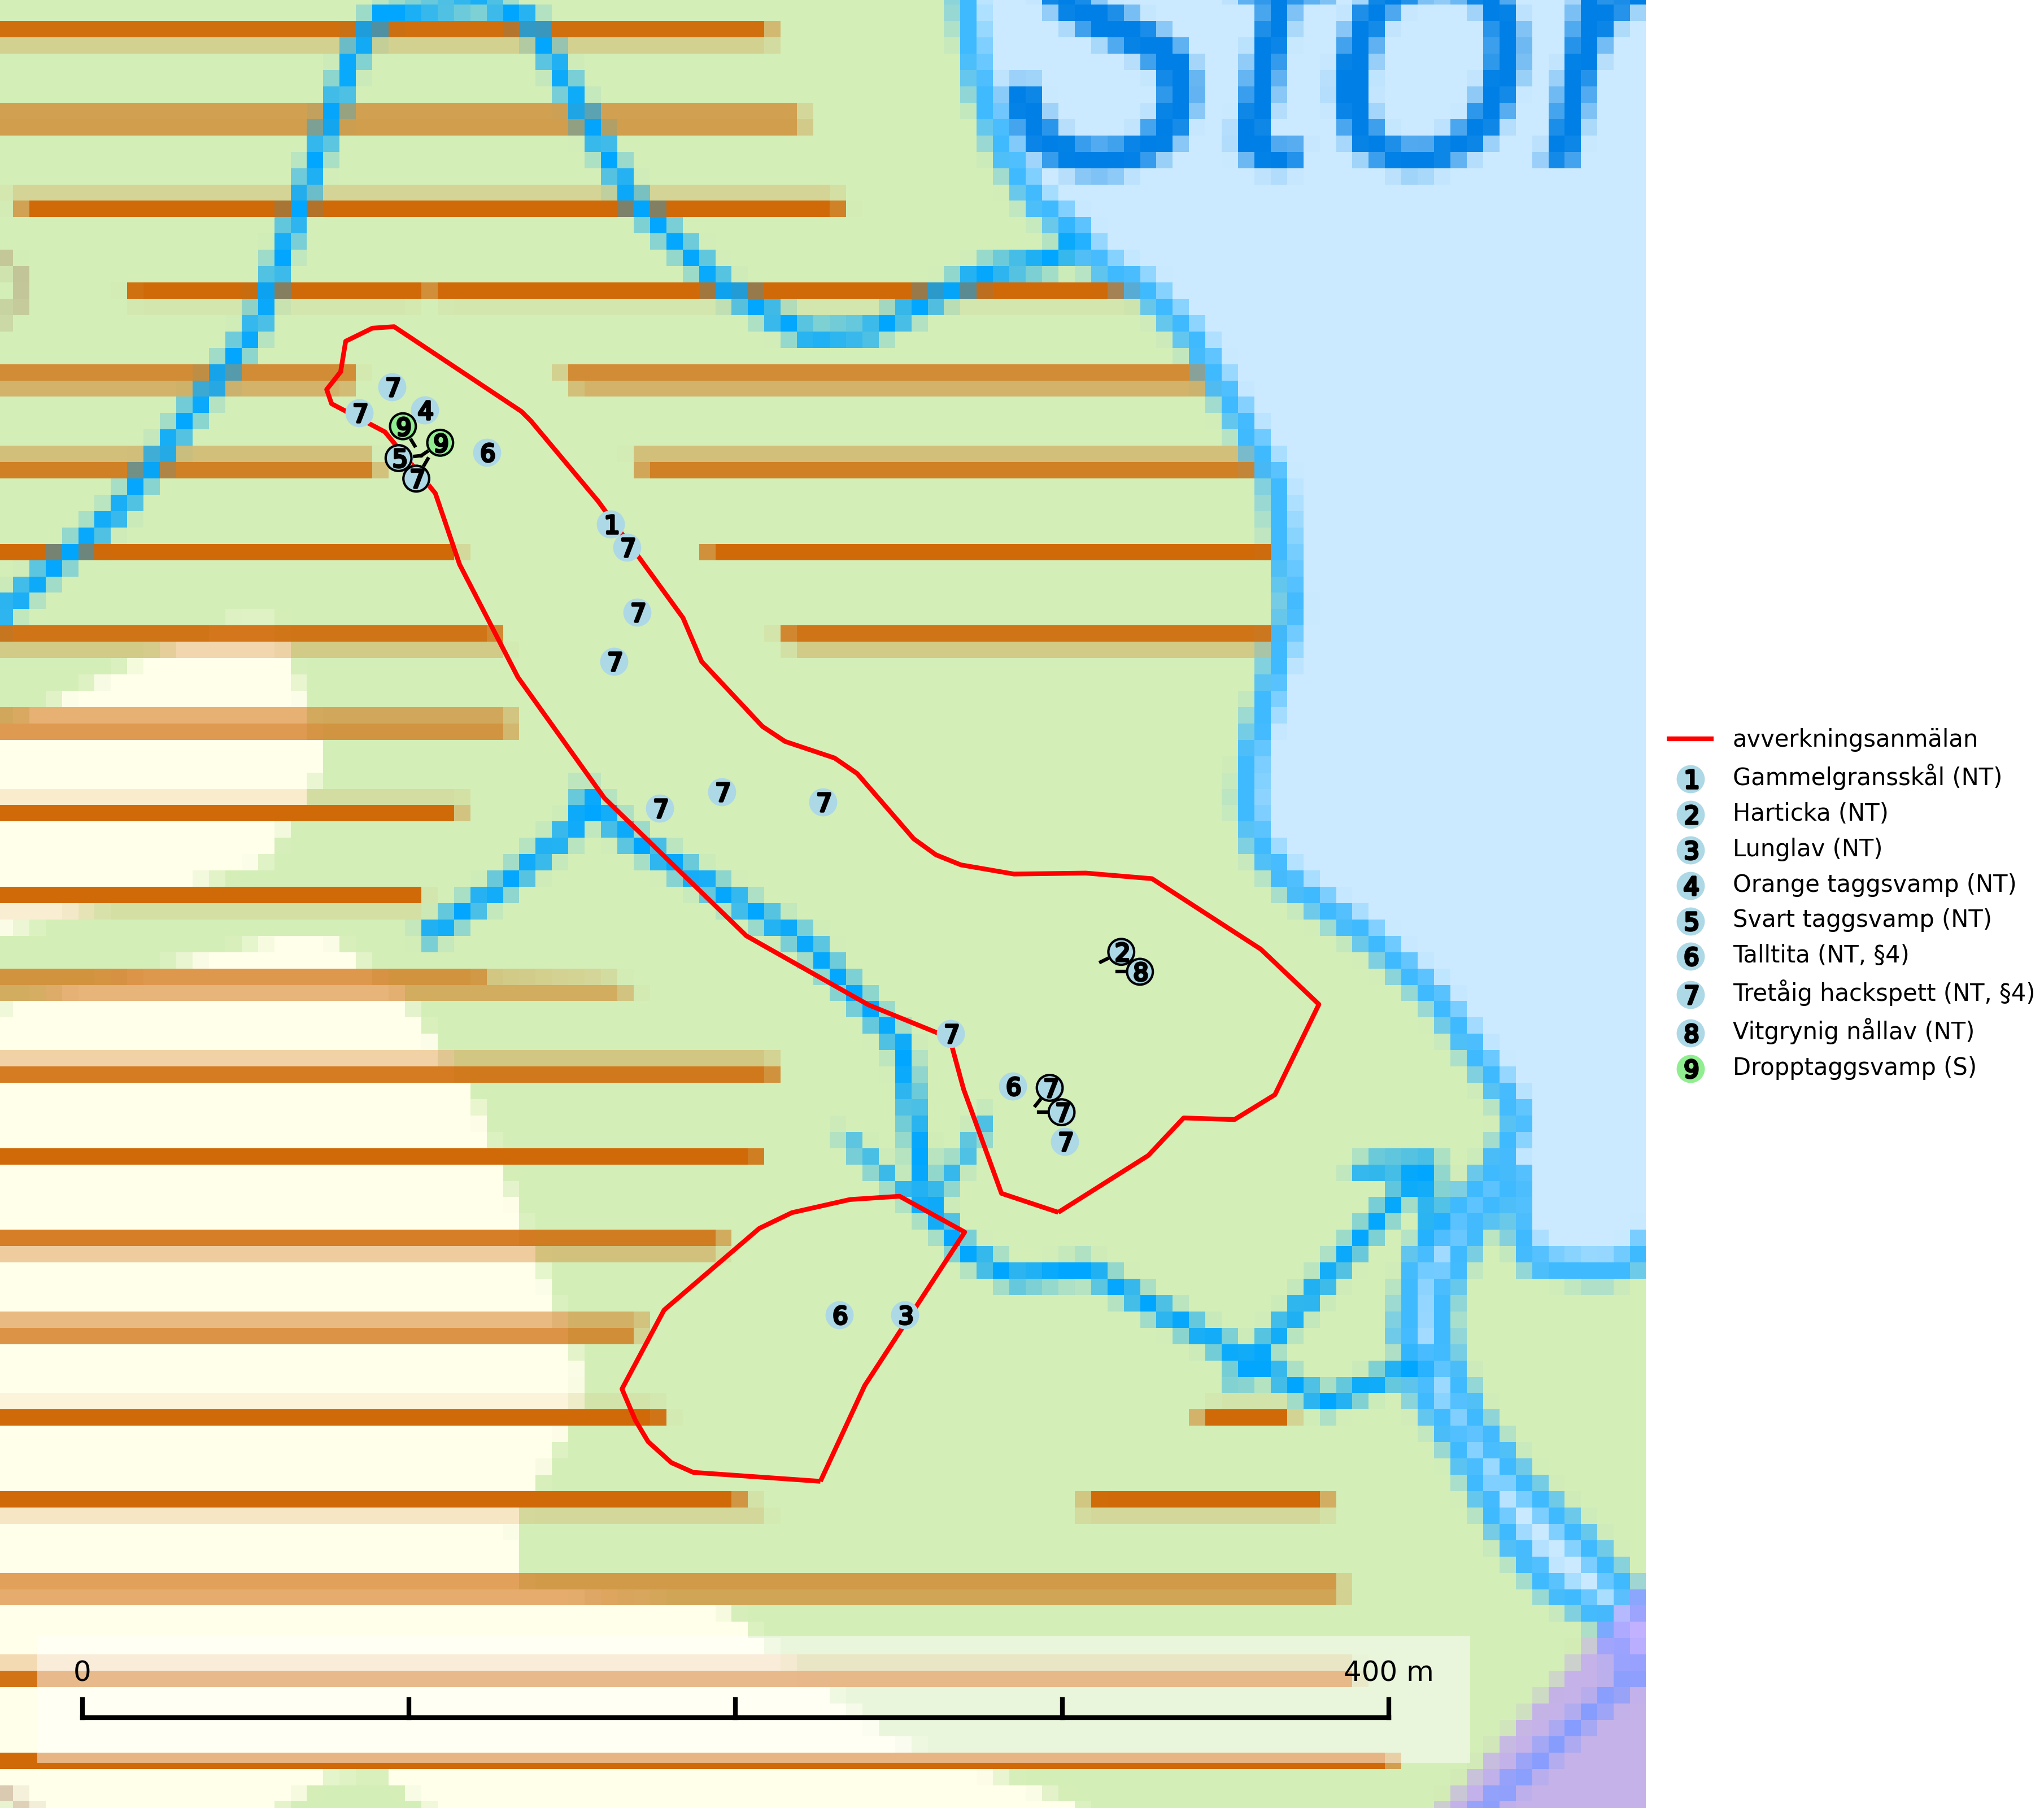 7
7
4
9
9
6
5
7
1
7
7
7
7
7
7
2
8
7
6
7
7
7
6
3
avverkningsanmälan
1 Gammelgransskål (NT)
2 Harticka (NT)
3 Lunglav (NT)
4 Orange taggsvamp (NT)
5 Svart taggsvamp (NT)
6 Talltita (NT, §4)
7 Tretåig hackspett (NT, §4)
8 Vitgrynig nållav (NT)
9 Dropptaggsvamp (S)
0 400 m